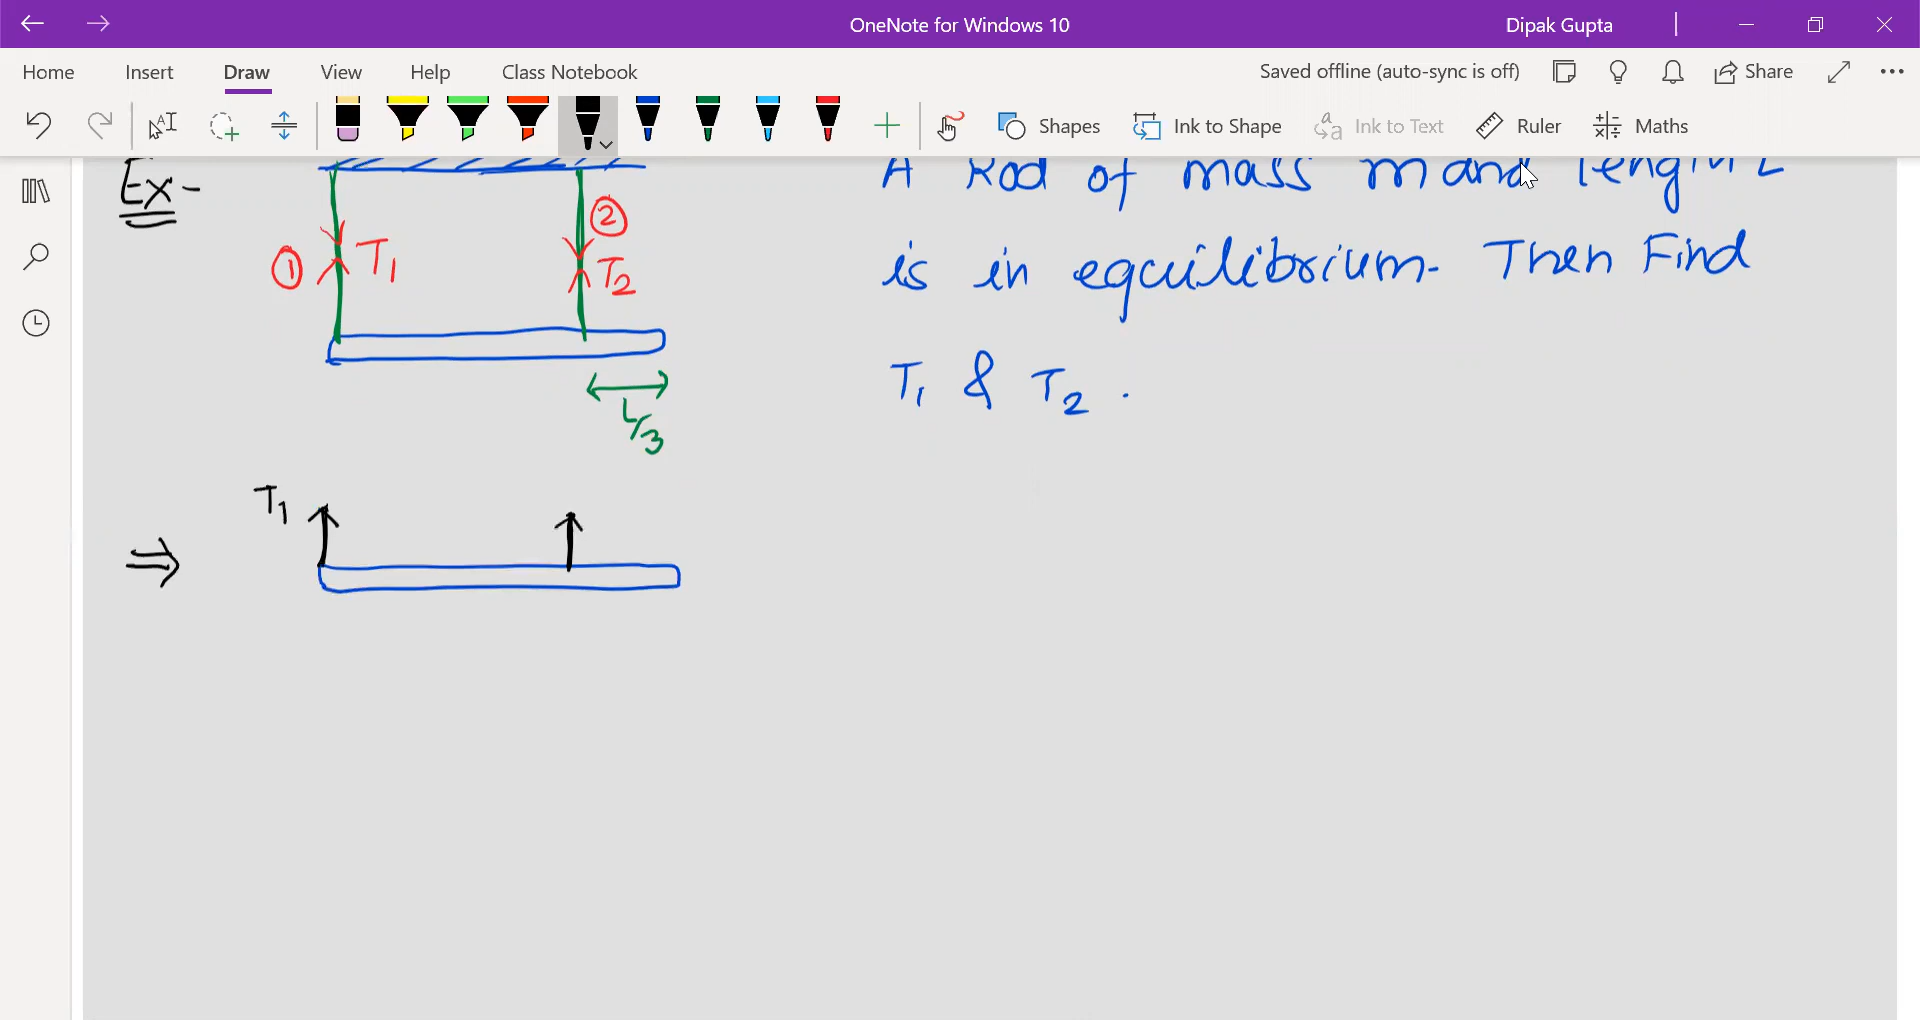 OneNote for Windows 10
Dipak Gupta
Home Insert Draw View Help Class Notebook
Saved offline (auto-sync is off) Share
Shapes Ink to Shape Ink to Text Ruler Maths
Ex-
A Rod of mass m and length L
is in equilibrium. Then Find
T1 & T2 .
① T1
② T2
L/3
⇒ T1